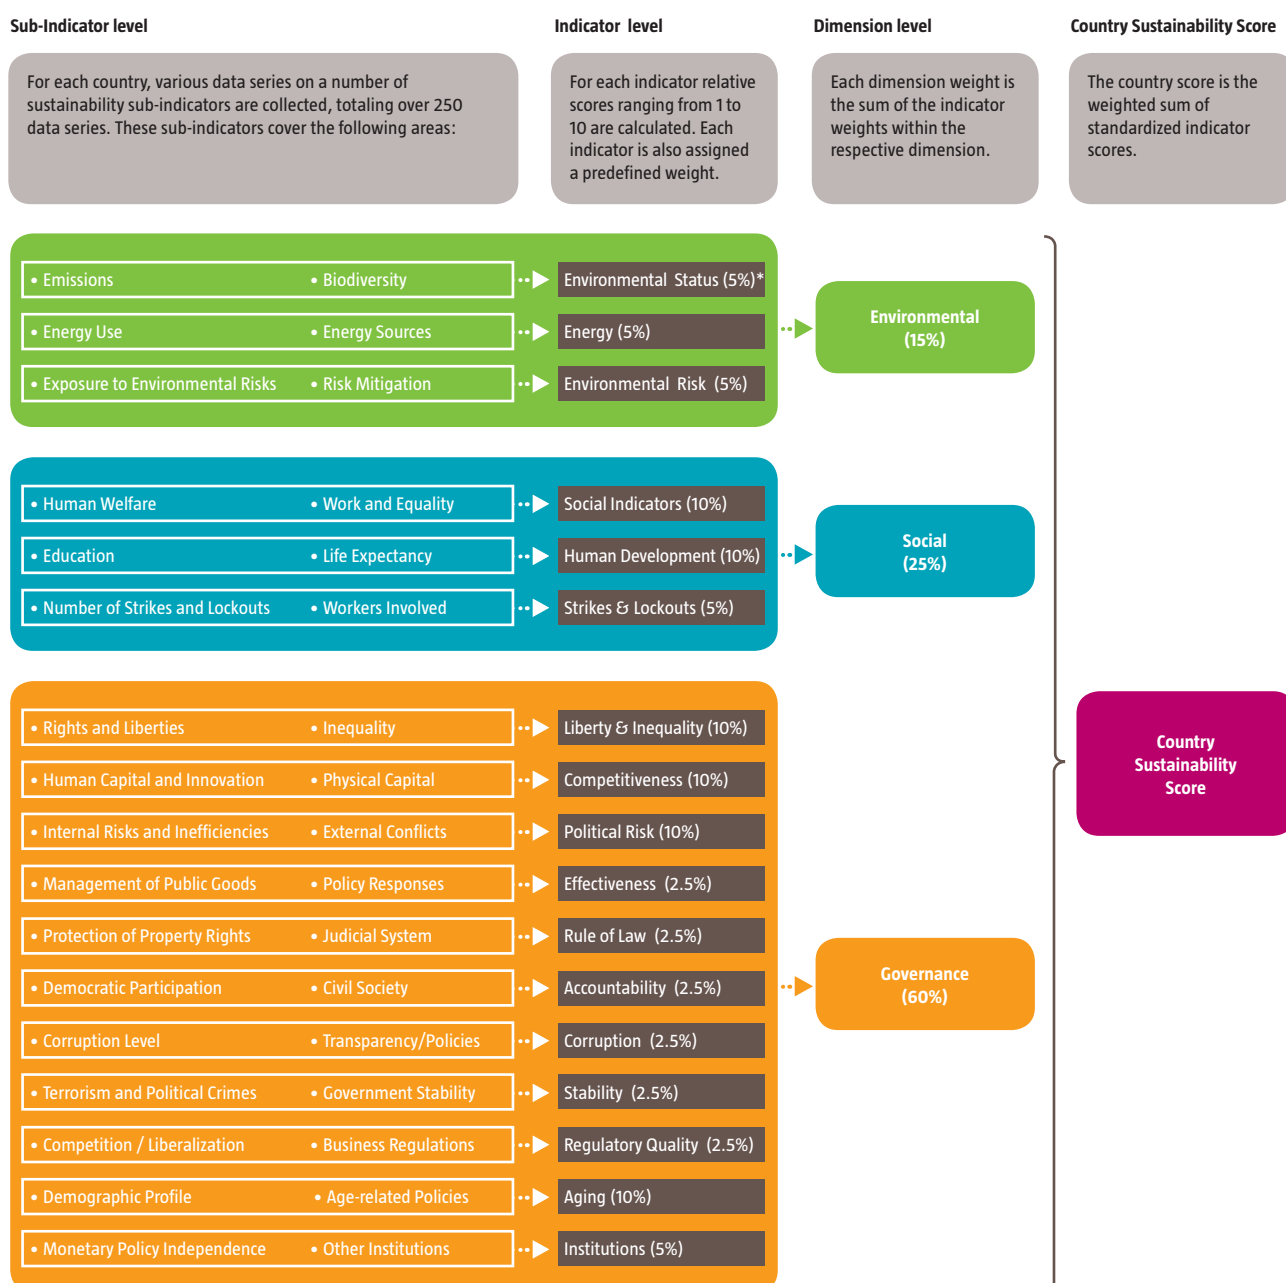 Sub-Indicator level
Indicator level
Dimension level
Country Sustainability Score
For each country, various data series on a number of
sustainability sub-indicators are collected, totaling over 250
data series. These sub-indicators cover the following areas:
For each indicator relative
scores ranging from 1 to
10 are calculated. Each
indicator is also assigned
a predefined weight.
Each dimension weight is
the sum of the indicator
weights within the
respective dimension.
The country score is the
weighted sum of
standardized indicator
scores.
• Emissions • Biodiversity Environmental Status (5%)*
• Energy Use • Energy Sources Energy (5%)
• Exposure to Environmental Risks • Risk Mitigation Environmental Risk (5%)
Environmental
(15%)
• Human Welfare • Work and Equality Social Indicators (10%)
• Education • Life Expectancy Human Development (10%)
• Number of Strikes and Lockouts • Workers Involved Strikes & Lockouts (5%)
Social
(25%)
• Rights and Liberties • Inequality Liberty & Inequality (10%)
• Human Capital and Innovation • Physical Capital Competitiveness (10%)
• Internal Risks and Inefficiencies • External Conflicts Political Risk (10%)
• Management of Public Goods • Policy Responses Effectiveness (2.5%)
• Protection of Property Rights • Judicial System Rule of Law (2.5%)
• Democratic Participation • Civil Society Accountability (2.5%)
• Corruption Level • Transparency/Policies Corruption (2.5%)
• Terrorism and Political Crimes • Government Stability Stability (2.5%)
• Competition / Liberalization • Business Regulations Regulatory Quality (2.5%)
• Demographic Profile • Age-related Policies Aging (10%)
• Monetary Policy Independence • Other Institutions Institutions (5%)
Governance
(60%)
Country
Sustainability
Score